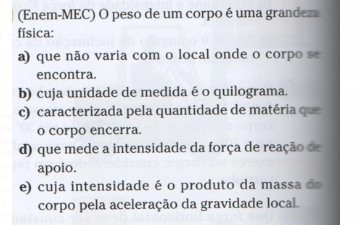 (Enem-MEC) O peso de um corpo é uma grandeza
física:
a) que não varia com o local onde o corpo se
encontra.
b) cuja unidade de medida é o quilograma.
c) caracterizada pela quantidade de matéria que
o corpo encerra.
d) que mede a intensidade da força de reação de
apoio.
e) cuja intensidade é o produto da massa do
corpo pela aceleração da gravidade local.